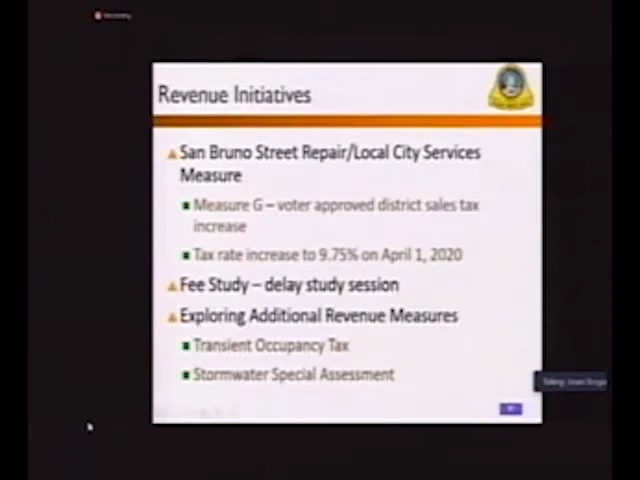 Revenue Initiatives
San Bruno Street Repair/Local City Services
Measure
Measure G – voter approved district sales tax
increase
Tax rate increase to 9.75% on April 1, 2020
Fee Study – delay study session
Exploring Additional Revenue Measures
Transient Occupancy Tax
Stormwater Special Assessment